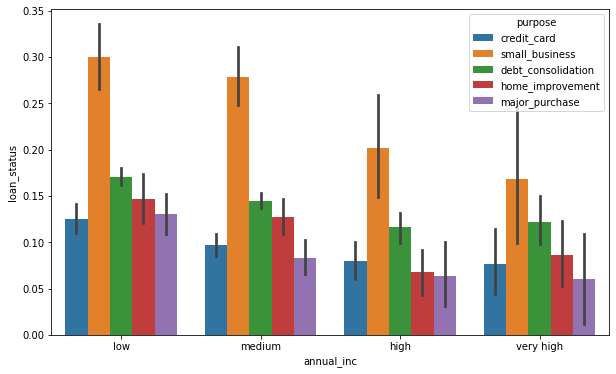 0.35
0.30
0.25
0.20
0.15
0.10
0.05
0.00
loan_status
low
medium
high
very high
annual_inc
purpose
credit_card
small_business
debt_consolidation
home_improvement
major_purchase